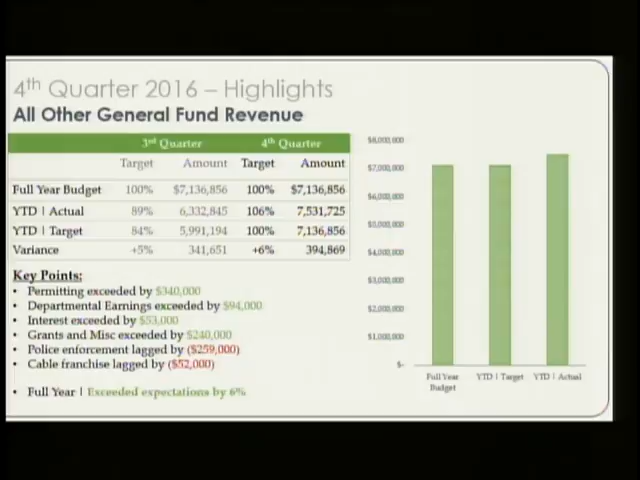 4th Quarter 2016 – Highlights
All Other General Fund Revenue
3rd Quarter 4th Quarter
Target Amount Target Amount
Full Year Budget 100% $7,136,856 100% $7,136,856
YTD | Actual 89% 6,332,845 106% 7,531,725
YTD | Target 84% 5,991,194 100% 7,136,856
Variance +5% 341,651 +6% 394,869
Key Points:
• Permitting exceeded by $340,000
• Departmental Earnings exceeded by $94,000
• Interest exceeded by $53,000
• Grants and Misc exceeded by $240,000
• Police enforcement lagged by ($259,000)
• Cable franchise lagged by ($52,000)
• Full Year | Exceeded expectations by 6%
$8,000,000
$7,000,000
$6,000,000
$5,000,000
$4,000,000
$3,000,000
$2,000,000
$1,000,000
$-
Full Year Budget
YTD | Target
YTD | Actual